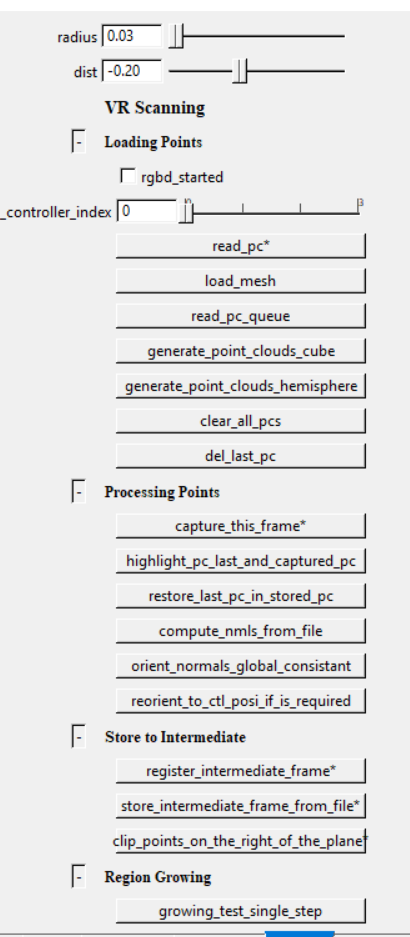 radius 0.03
dist -0.20
VR Scanning
- Loading Points
rgbd_started
_controller_index 0
read_pc*
load_mesh
read_pc_queue
generate_point_clouds_cube
generate_point_clouds_hemisphere
clear_all_pcs
del_last_pc
- Processing Points
capture_this_frame*
highlight_pc_last_and_captured_pc
restore_last_pc_in_stored_pc
compute_nmls_from_file
orient_normals_global_consistant
reorient_to_ctl_posi_if_is_required
- Store to Intermediate
register_intermediate_frame*
store_intermediate_frame_from_file*
clip_points_on_the_right_of_the_plane*
- Region Growing
growing_test_single_step